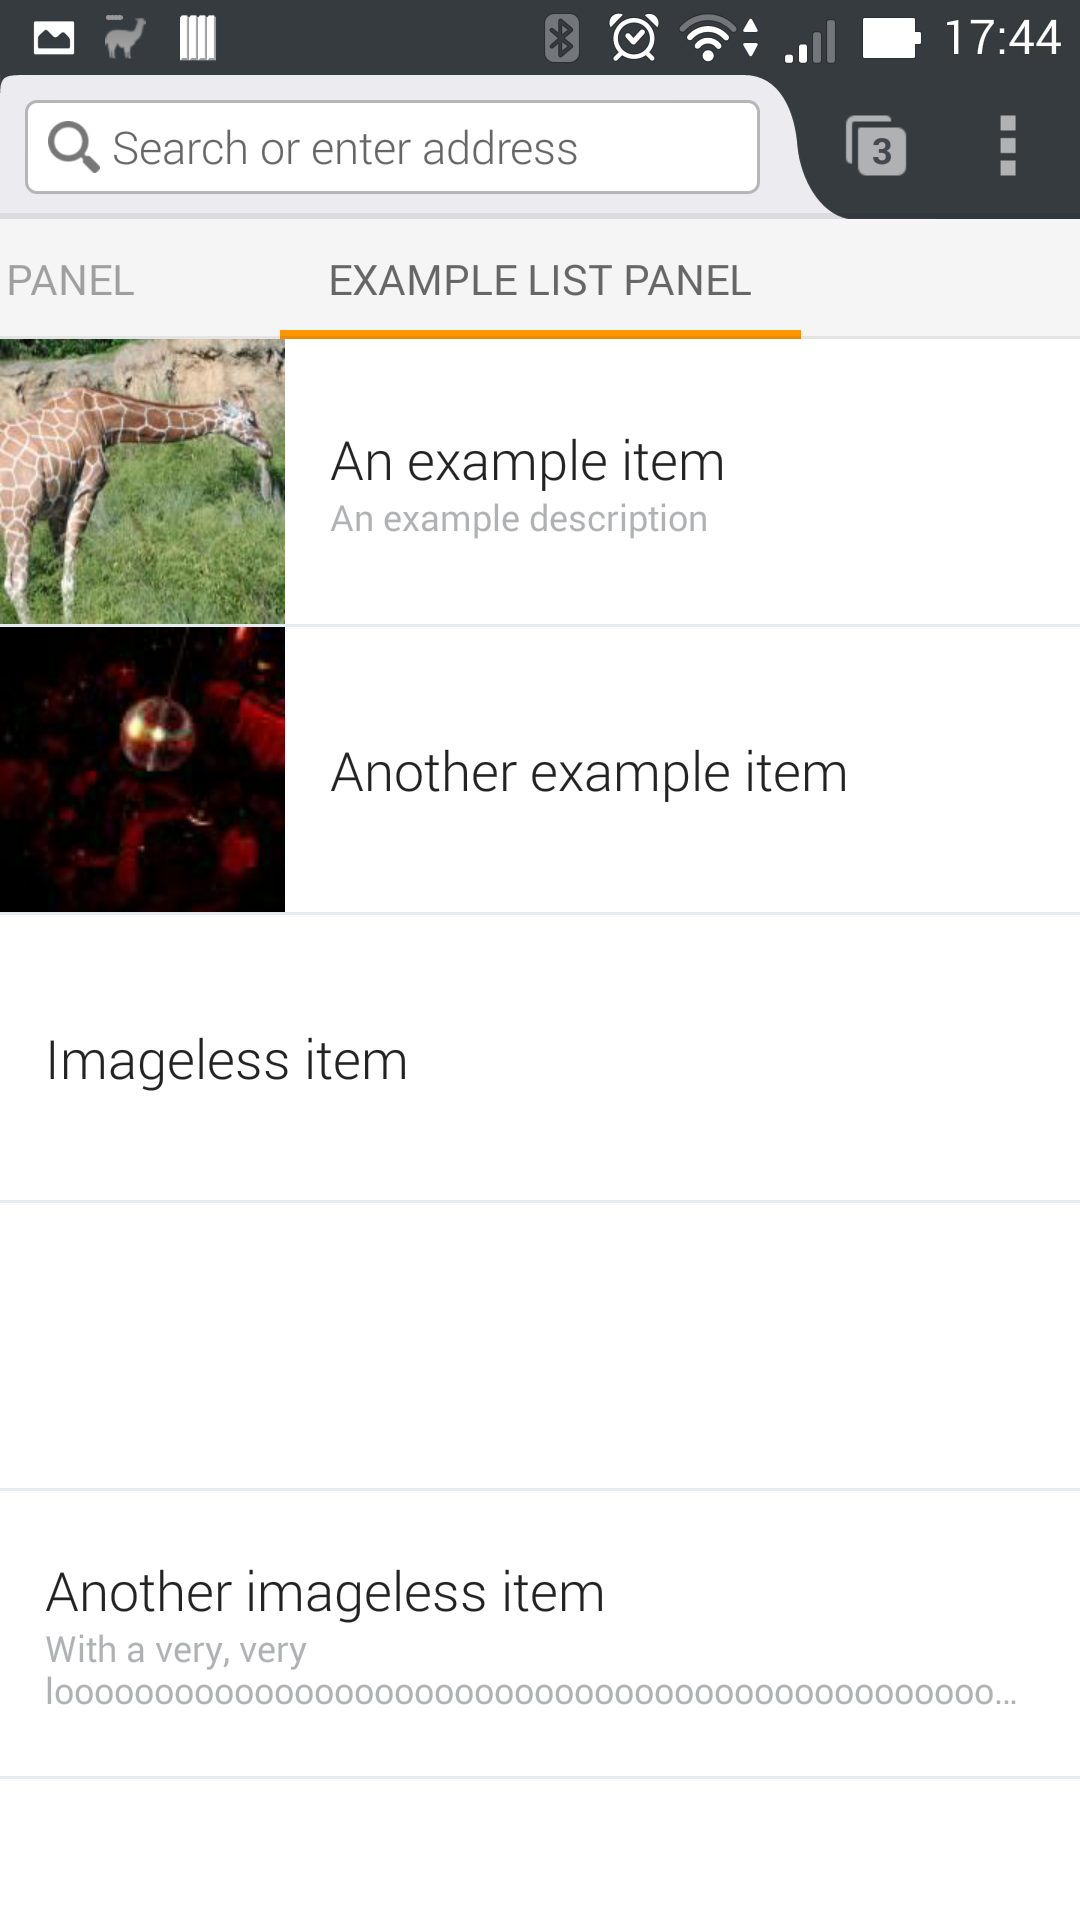 17:44
Search or enter address
3
PANEL
EXAMPLE LIST PANEL
An example item
An example description
Another example item
Imageless item
Another imageless item
With a very, very
looooooooooooooooooooooooooooooooooooooooooooooo…